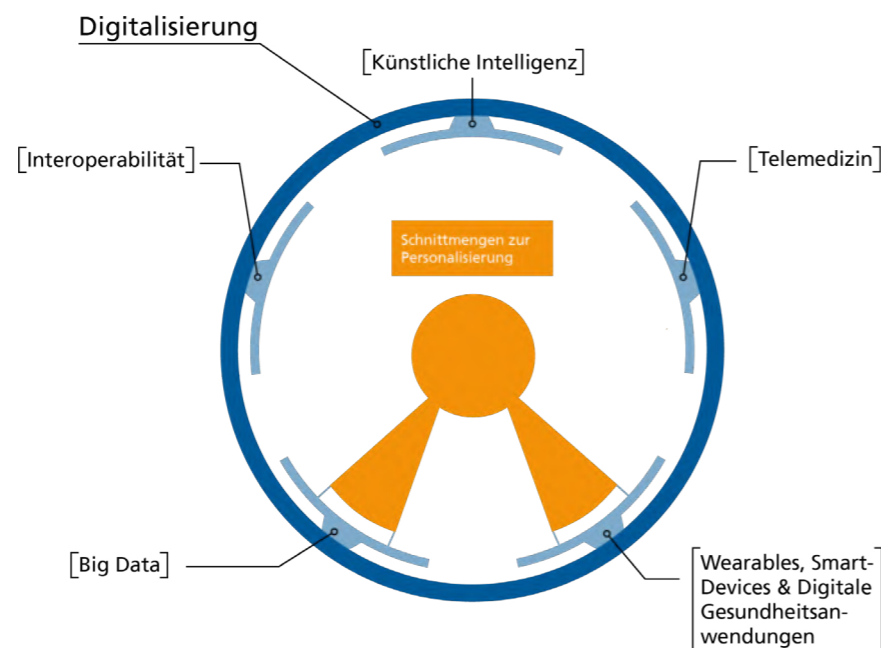 Digitalisierung
[Künstliche Intelligenz]
[Interoperabilität]
[Telemedizin]
Schnittmengen zur
Personalisierung
[Big Data]
[Wearables, Smart-
Devices & Digitale
Gesundheitsan-
wendungen]